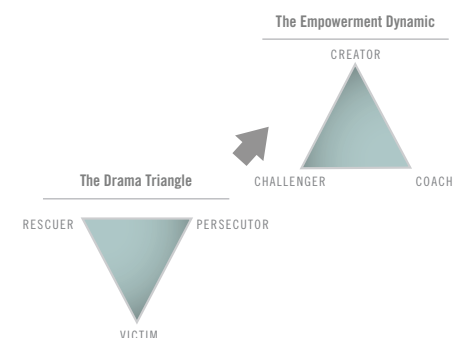 The Empowerment Dynamic
CREATOR
CHALLENGER COACH
The Drama Triangle
RESCUER PERSECUTOR
VICTIM